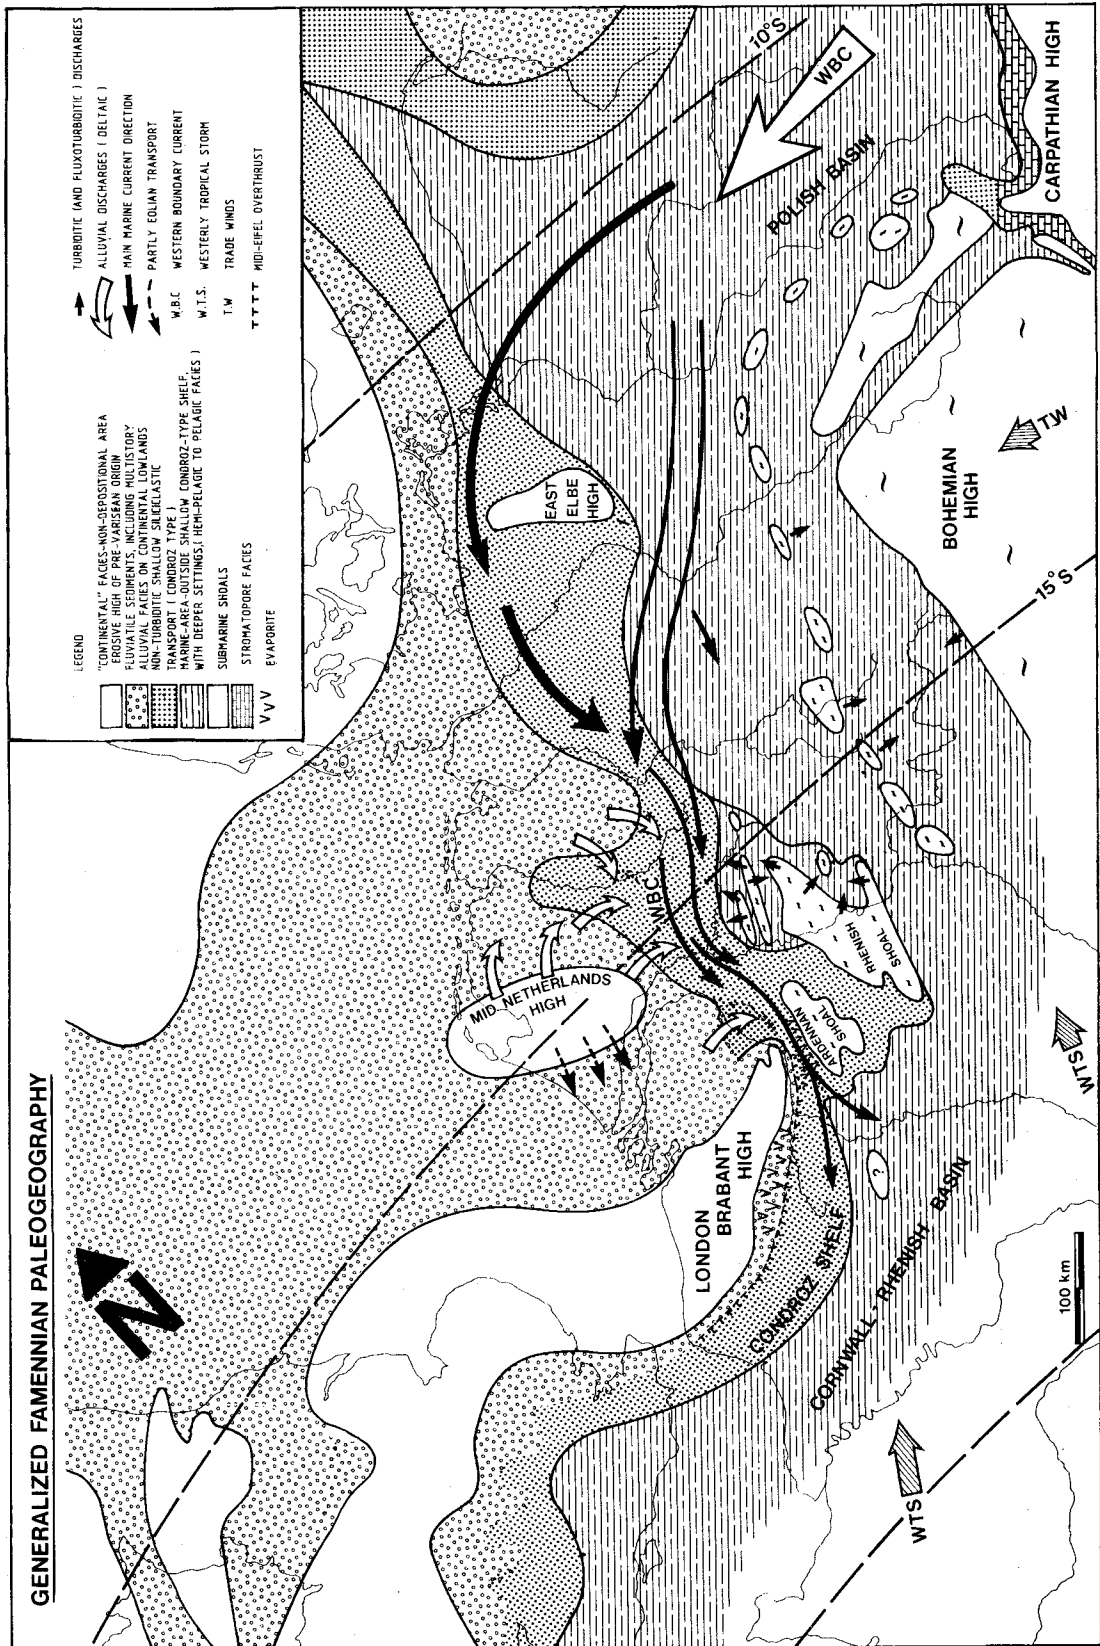 GENERALIZED FAMENNIAN PALEOGEOGRAPHY
LEGEND
"CONTINENTAL" FACIES-NON-DEPOSITIONAL AREA
EROSIVE HIGH OF PRE-VARISEAN ORIGIN
FLUVIATILE SEDIMENTS, INCLUDING MULTISTORY
ALLUVIAL FACIES ON CONTINENTAL LOWLANDS
NON-TURBIDITIC SHALLOW SILICICLASTIC
TRANSPORT ( CONDROZ TYPE )
MARINE-AREA-OUTSIDE SHALLOW CONDROZ-TYPE SHELF,
WITH DEEPER SETTINGS,( HEMI-PELAGIC TO PELAGIC FACIES )
SUBMARINE SHOALS
STROMATOPORE FACIES
V V V EVAPORITE
TURBIDITIC (AND FLUXOTURBIDITIC ) DISCHARGES
ALLUVIAL DISCHARGES ( DELTAIC )
MAIN MARINE CURRENT DIRECTION
PARTLY EOLIAN TRANSPORT
W.B.C WESTERN BOUNDARY CURRENT
W.T.S. WESTERLY TROPICAL STORM
T.W TRADE WINDS
MIDI-EIFEL OVERTHRUST
N
10°S
WBC
POLISH BASIN
CARPATHIAN HIGH
EAST
ELBE
HIGH
BOHEMIAN
HIGH
T.W
15°S
WBC
MID NETHERLANDS
HIGH
RHENISH
SHOAL
ARDENNAN
SHOAL
LONDON
BRABANT
HIGH
CONDROZ SHELF
?
CORNWALL - RHENISH BASIN
WTS
WTS
100 km